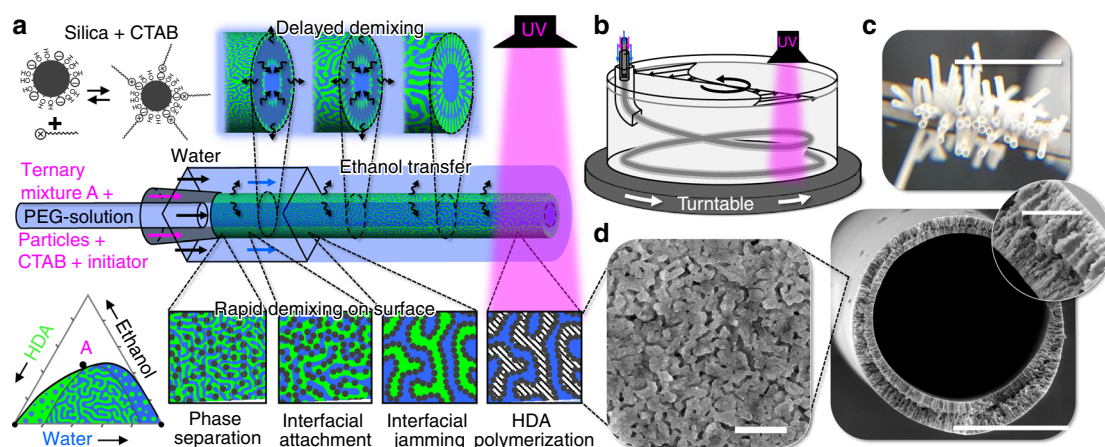 a
Silica + CTAB
Delayed demixing
UV
Water
Ethanol transfer
Ternary
mixture A +
PEG-solution
Particles +
CTAB + initiator
Rapid demixing on surface
HDA
A
Ethanol
Water
Phase
separation
Interfacial
attachment
Interfacial
jamming
HDA
polymerization
b
UV
Turntable
c
d